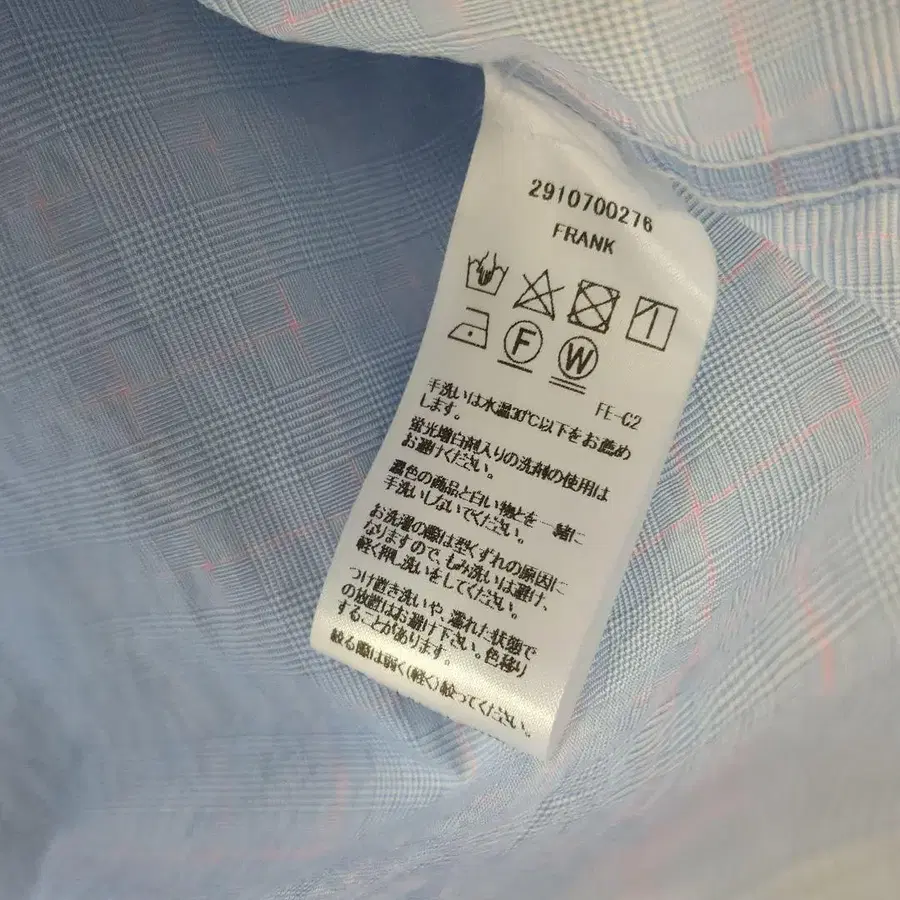 2910700276
FRANK
F
W
FE-C2
手洗いは水温30℃以下をお薦め
します。
蛍光増白剤入りの洗剤の使用は
お避けください。
濃色の商品と白い物とを一緒に
手洗いしないでください。
お洗濯の際は型くずれの原因に
なりますので、もみ洗いは避け、
軽く押し洗いをしてください。
つけ置き洗いや、濡れた状態で
の放置はお避け下さい。色移り
することがあります。
絞る際は弱く(軽く)絞ってください。